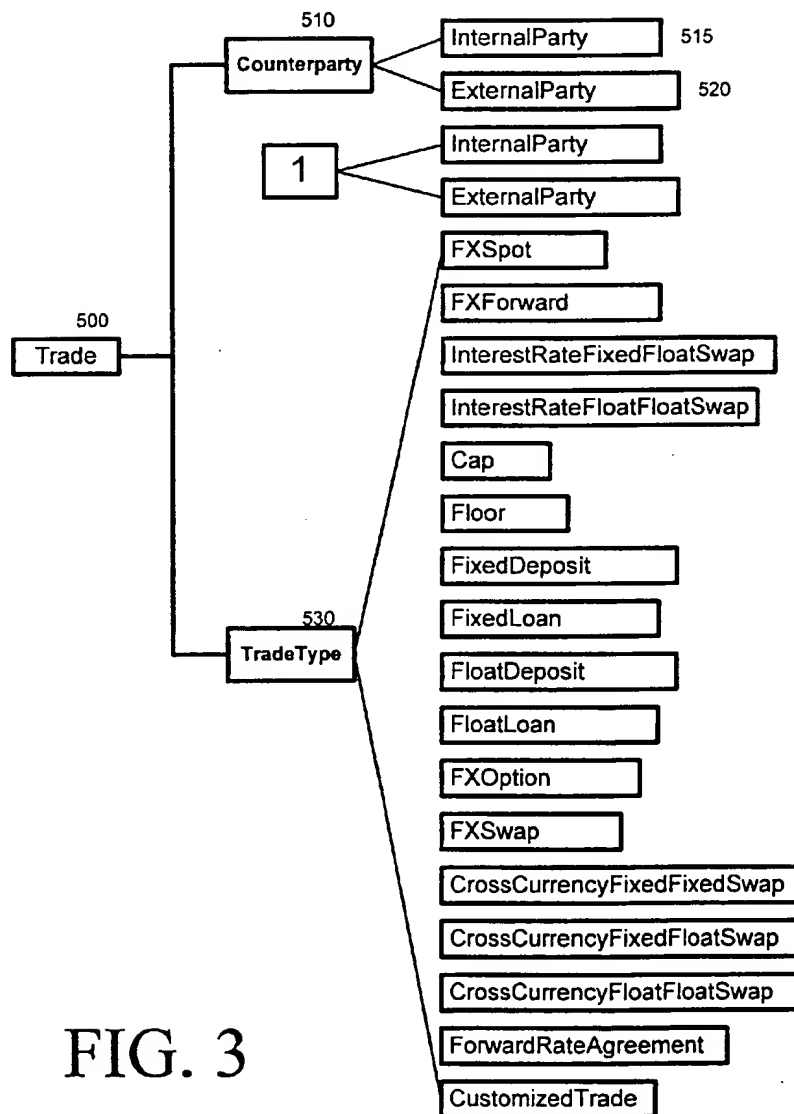 510
Counterparty
InternalParty
515
ExternalParty
520
1
InternalParty
ExternalParty
FXSpot
FXForward
500
Trade
InterestRateFixedFloatSwap
InterestRateFloatFloatSwap
Cap
Floor
FixedDeposit
530
TradeType
FixedLoan
FloatDeposit
FloatLoan
FXOption
FXSwap
CrossCurrencyFixedFixedSwap
CrossCurrencyFixedFloatSwap
CrossCurrencyFloatFloatSwap
ForwardRateAgreement
CustomizedTrade
FIG. 3